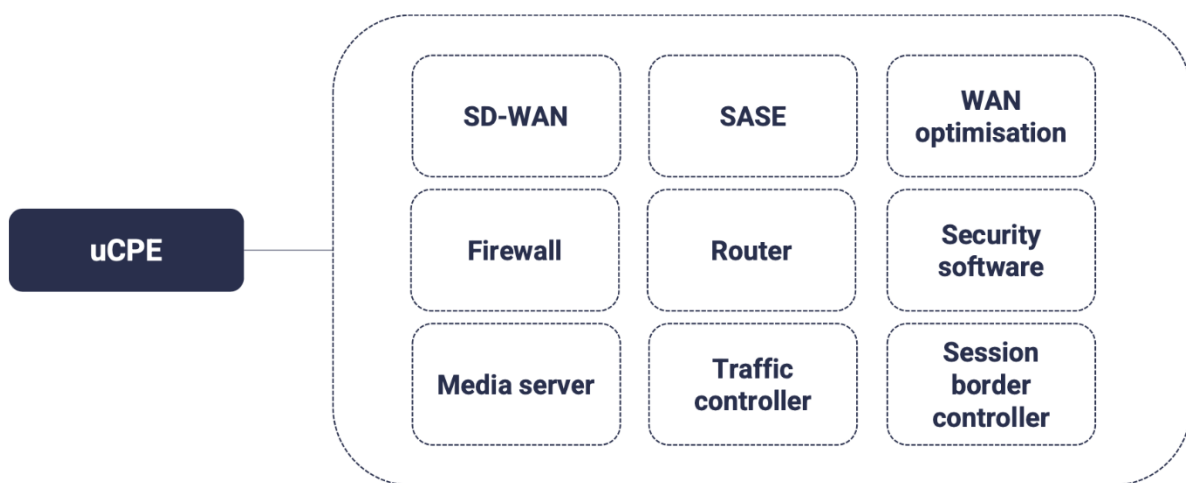 SD-WAN
SASE
WAN
optimisation
uCPE
Firewall
Router
Security
software
Media server
Traffic
controller
Session
border
controller